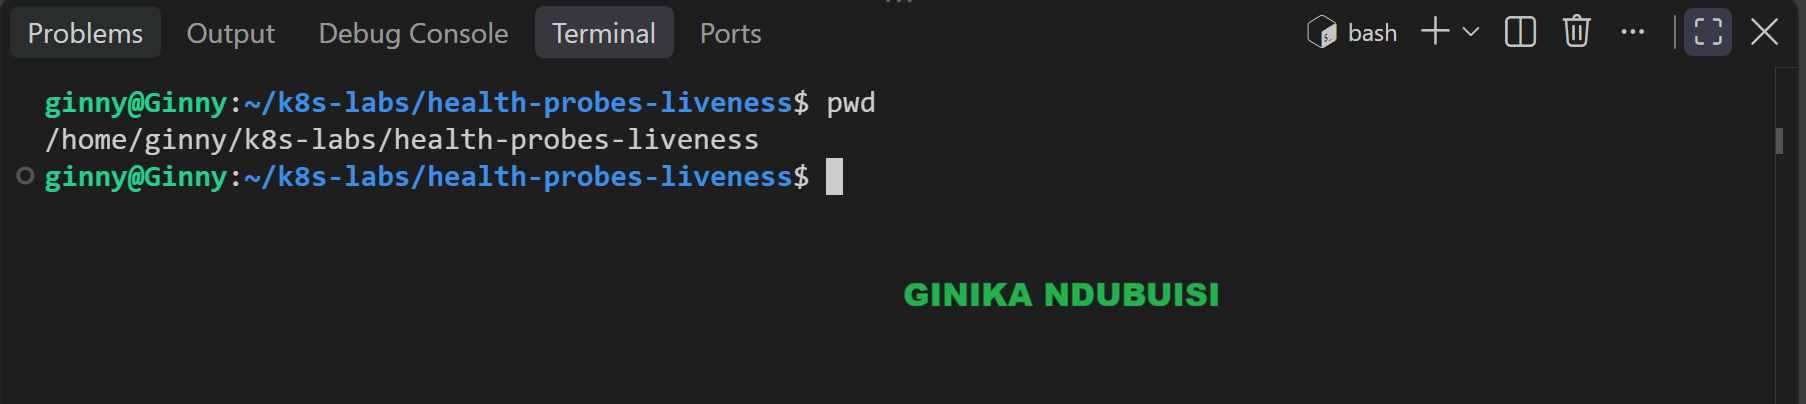 Problems Output Debug Console Terminal Ports bash
ginny@Ginny:~/k8s-labs/health-probes-liveness$ pwd
/home/ginny/k8s-labs/health-probes-liveness
ginny@Ginny:~/k8s-labs/health-probes-liveness$
GINIKA NDUBUISI